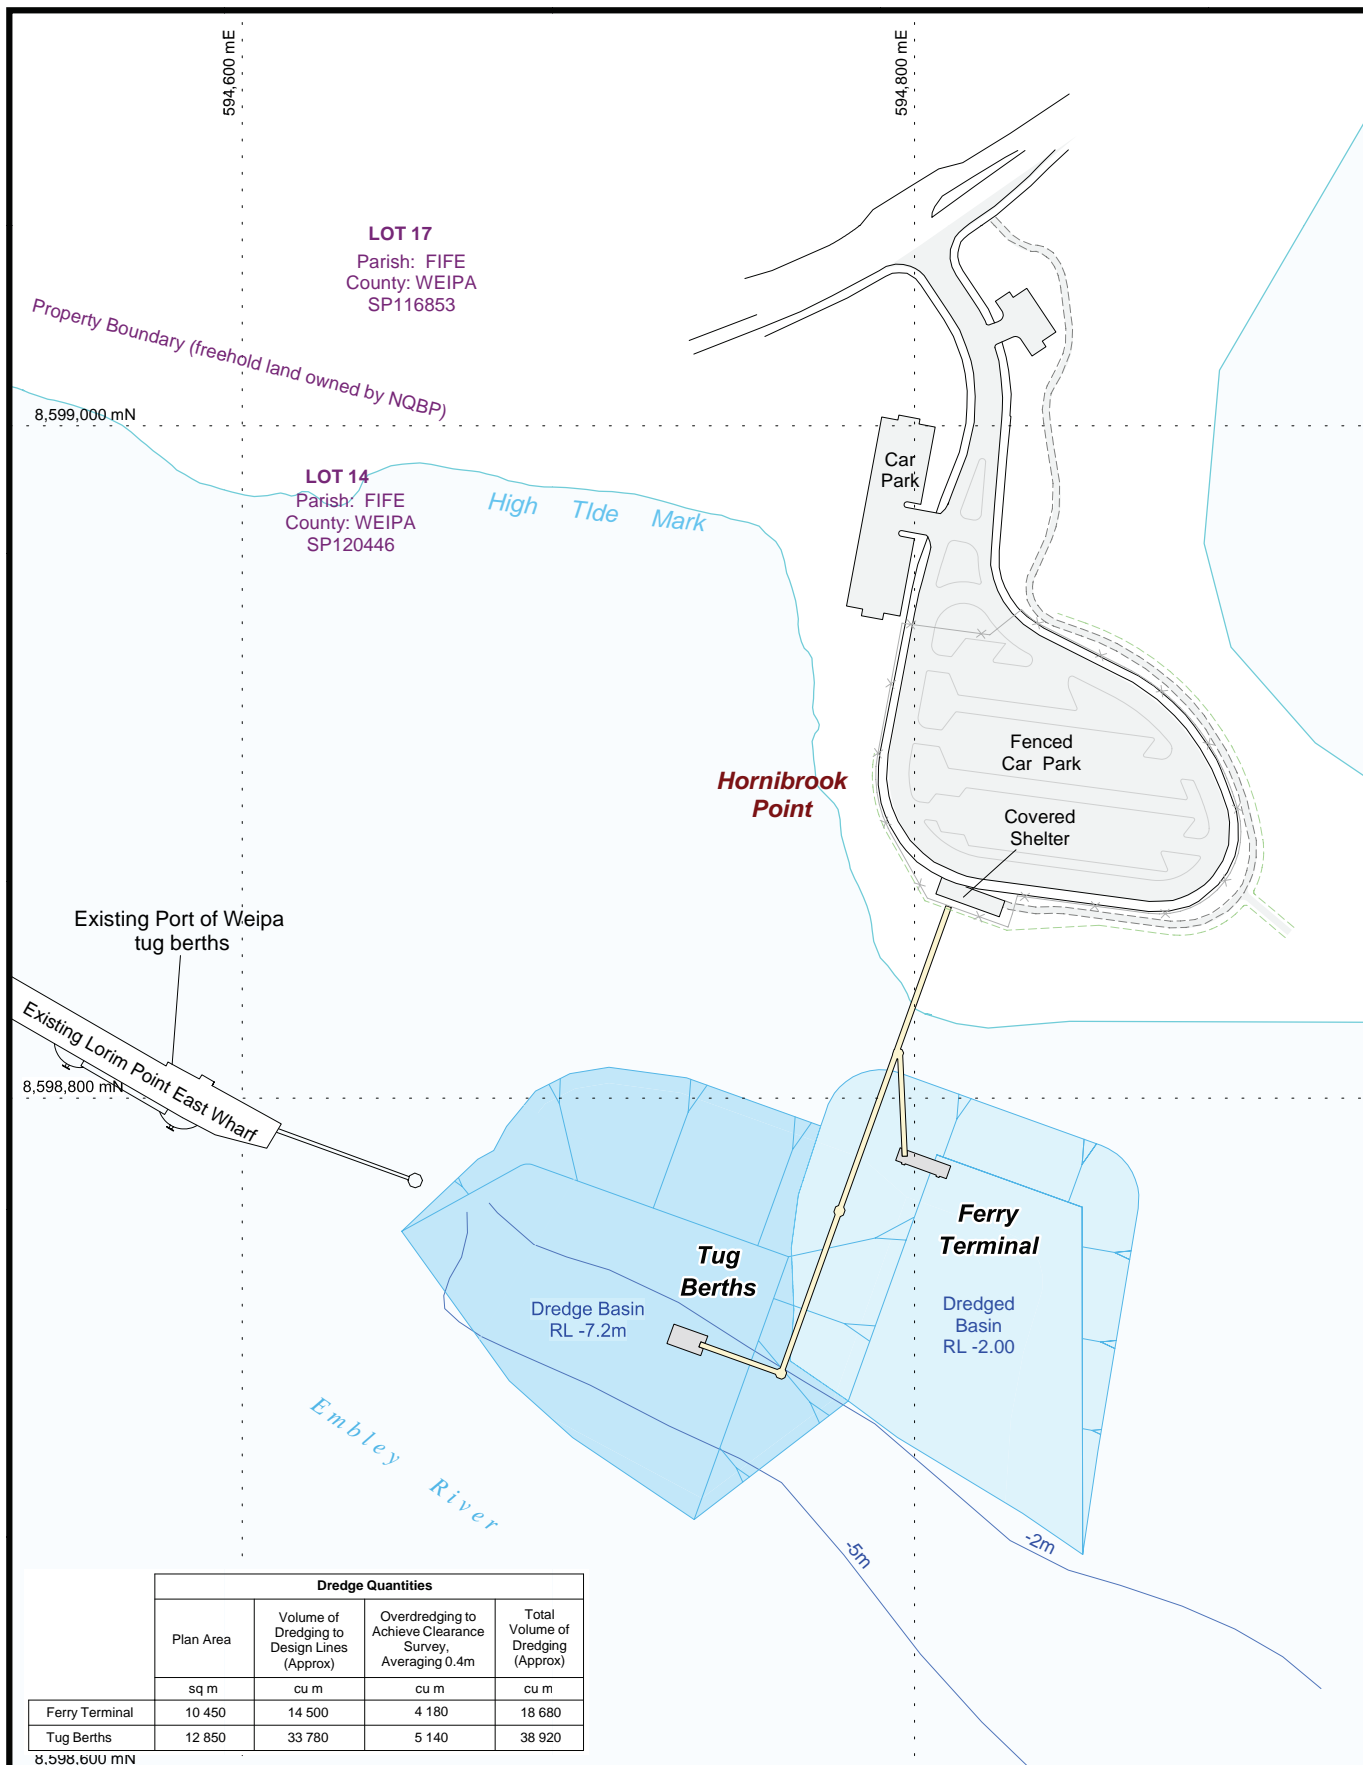 594,600 mE
594,800 mE
LOT 17
Parish: FIFE
County: WEIPA
SP116853
Property Boundary (freehold land owned by NQBP)
8,599,000 mN
LOT 14
Parish: FIFE
County: WEIPA
SP120446
High TIde Mark
Car
Park
Fenced
Car Park
Hornibrook
Point
Covered
Shelter
Existing Port of Weipa
tug berths
Existing Lorim Point East Wharf
8,598,800 mN
Ferry
Terminal
Tug
Berths
Dredge Basin
RL -7.2m
Dredged
Basin
RL -2.00
Embley River
-5m
-2m
Dredge Quantities
Plan Area
Volume of
Dredging to
Design Lines
(Approx)
Overdredging to
Achieve Clearance
Survey,
Averaging 0.4m
Total
Volume of
Dredging
(Approx)
sq m cu m cu m cu m
Ferry Terminal 10 450 14 500 4 180 18 680
Tug Berths 12 850 33 780 5 140 38 920
8,598,600 mN